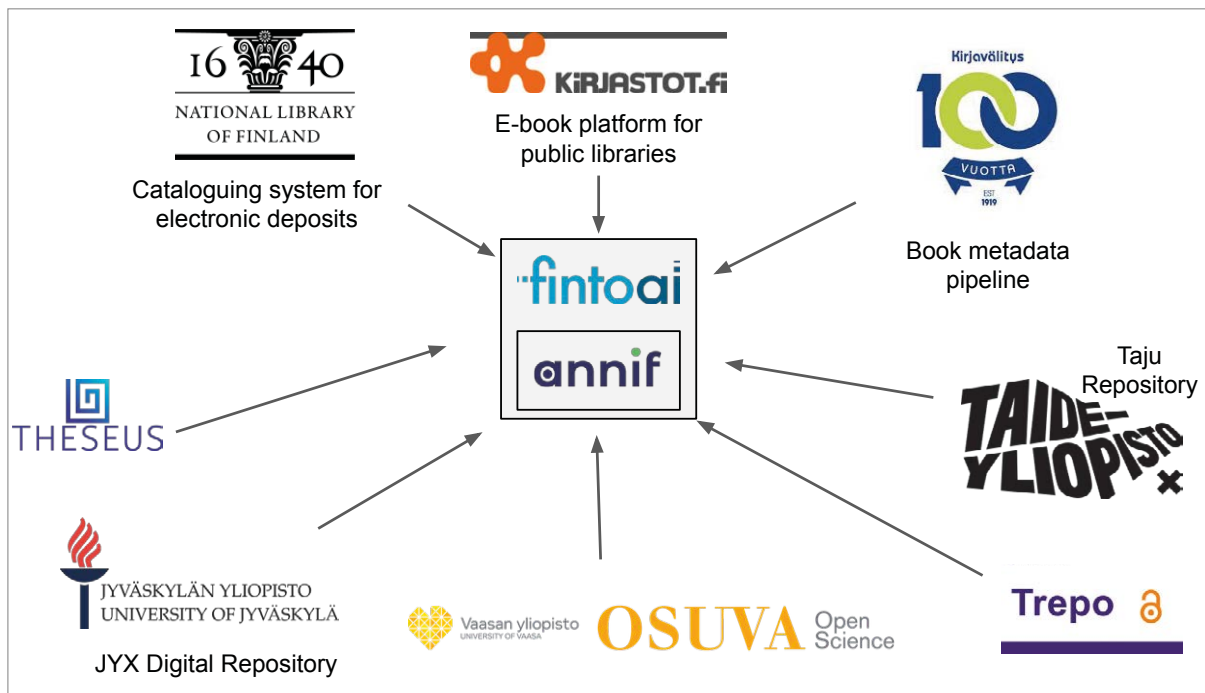 16 40
NATIONAL LIBRARY
OF FINLAND
Cataloguing system for
electronic deposits
KiRJASTOT.fi
E-book platform for
public libraries
Kirjavälitys
100
VUOTTA
EST
1919
Book metadata
pipeline
fintoai
annif
THESEUS
Taju
Repository
TAIDE-
YLIOPISTO
JYVÄSKYLÄN YLIOPISTO
UNIVERSITY OF JYVÄSKYLÄ
JYX Digital Repository
Vaasan yliopisto
UNIVERSITY OF VAASA
OSUVA Open
Science
Trepo